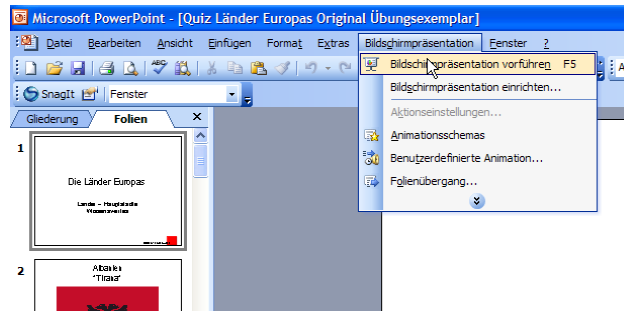 Microsoft PowerPoint - [Quiz Länder Europas Original Übungsexemplar]
Datei Bearbeiten Ansicht Einfügen Format Extras Bildschirmpräsentation Fenster ?
Bildschirmpräsentation vorführen F5
SnagIt Fenster
Bildschirmpräsentation einrichten...
Gliederung Folien x
Aktionseinstellungen...
Animationsschemas
Benutzerdefinierte Animation...
Folienübergang...
1
Die Länder Europas
Länder – Hauptstädte
2
Albanien
"Tirana"